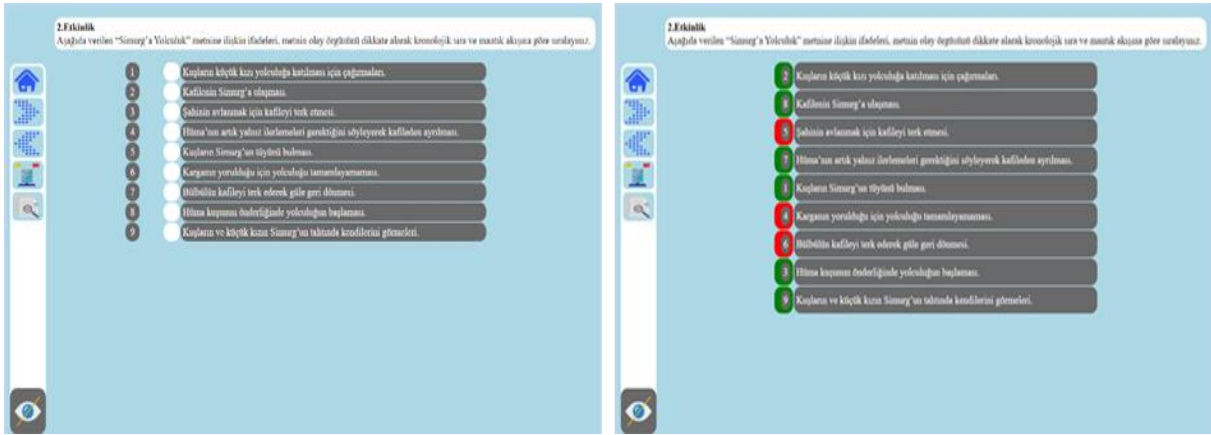 2.Etkinlik
Aşağıda verilen “Simurg’a Yolculuk” metnine ilişkin ifadeleri, metnin olay örgüsünü dikkate alarak kronolojik sıra ve mantık akışına göre sıralayınız.
1 Kuşların küçük kızı yolculuğa katılması için çağırmaları.
2 Kafilenin Simurg’a ulaşması.
3 Şahinin avlanmak için kafileyi terk etmesi.
4 Hüma’nın artık yalnız ilerlemeleri gerektiğini söyleyerek kafileden ayrılması.
5 Kuşların Simurg’un tüyünü bulması.
6 Karganın yorulduğu için yolculuğu tamamlayamaması.
7 Bülbülün kafileyi terk ederek güle geri dönmesi.
8 Hüma kuşunun önderliğinde yolculuğun başlaması.
9 Kuşların ve küçük kızın Simurg’un tahtında kendilerini görmeleri.
2.Etkinlik
Aşağıda verilen “Simurg’a Yolculuk” metnine ilişkin ifadeleri, metnin olay örgüsünü dikkate alarak kronolojik sıra ve mantık akışına göre sıralayınız.
2 Kuşların küçük kızı yolculuğa katılması için çağırmaları.
8 Kafilenin Simurg’a ulaşması.
5 Şahinin avlanmak için kafileyi terk etmesi.
7 Hüma’nın artık yalnız ilerlemeleri gerektiğini söyleyerek kafileden ayrılması.
1 Kuşların Simurg’un tüyünü bulması.
4 Karganın yorulduğu için yolculuğu tamamlayamaması.
6 Bülbülün kafileyi terk ederek güle geri dönmesi.
3 Hüma kuşunun önderliğinde yolculuğun başlaması.
9 Kuşların ve küçük kızın Simurg’un tahtında kendilerini görmeleri.